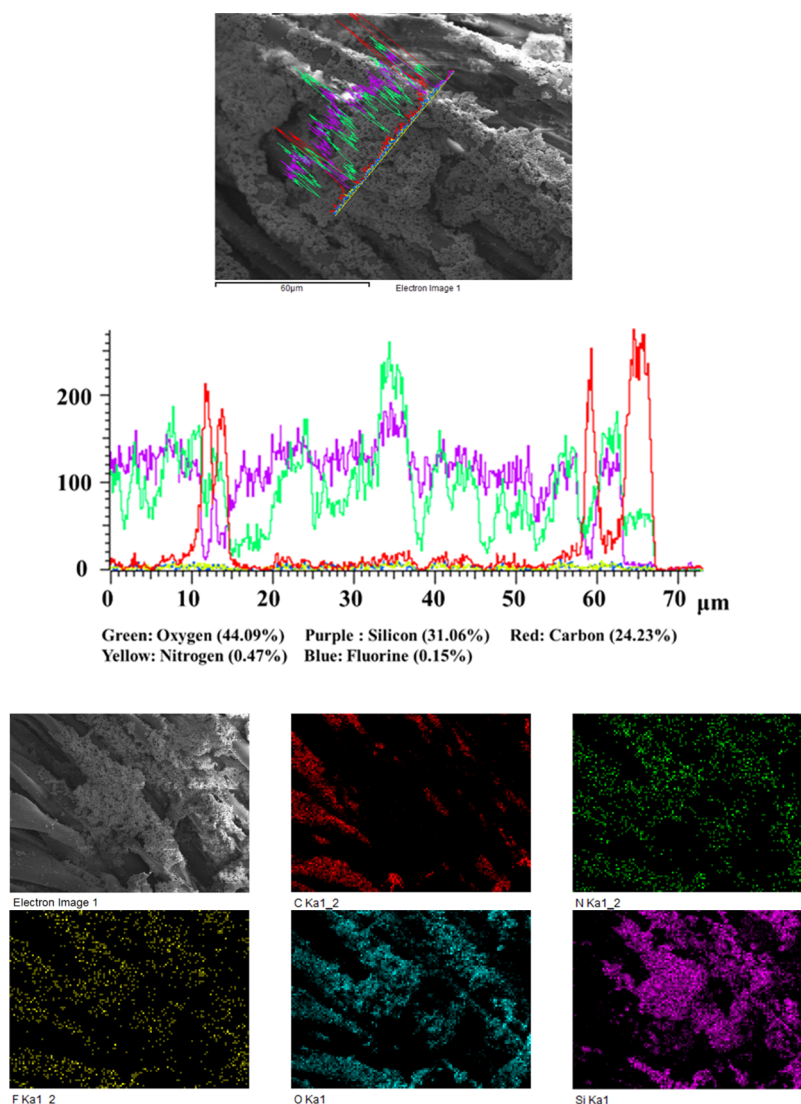 60µm
Electron Image 1
200
100
0
0 10 20 30 40 50 60 70 µm
Green: Oxygen (44.09%) Purple : Silicon (31.06%) Red: Carbon (24.23%)
Yellow: Nitrogen (0.47%) Blue: Fluorine (0.15%)
Electron Image 1
C Ka1_2
N Ka1_2
F Ka1_2
O Ka1
Si Ka1